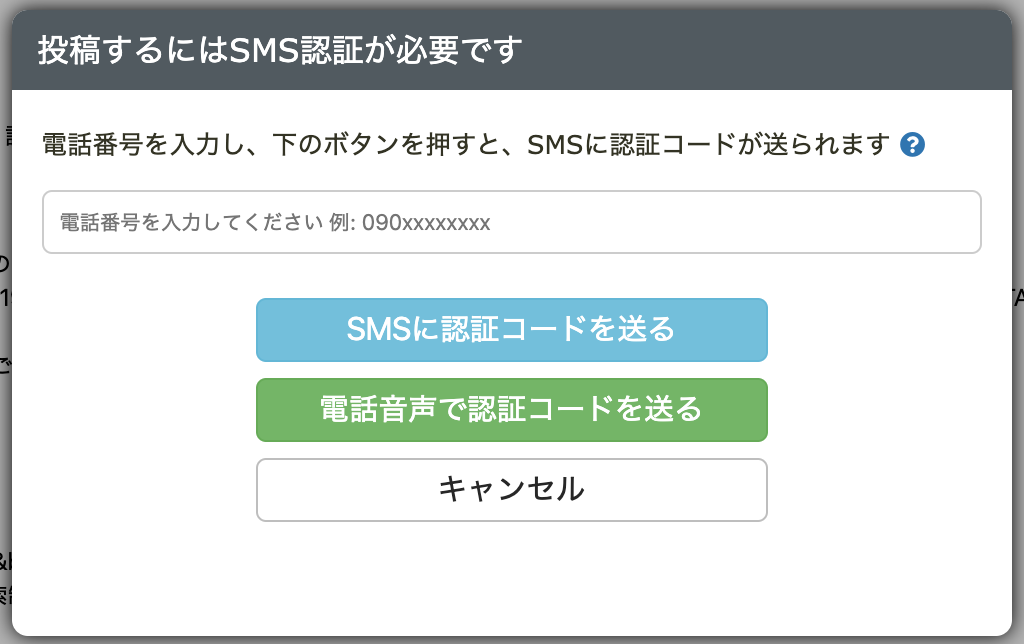 投稿するにはSMS認証が必要です
電話番号を入力し、下のボタンを押すと、SMSに認証コードが送られます ?
電話番号を入力してください 例: 090xxxxxxxx
SMSに認証コードを送る
電話音声で認証コードを送る
キャンセル